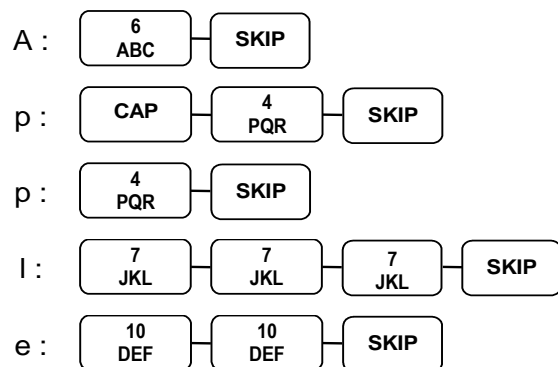 A : 6 ABC SKIP
p : CAP 4 PQR SKIP
p : 4 PQR SKIP
l : 7 JKL 7 JKL 7 JKL SKIP
e : 10 DEF 10 DEF SKIP